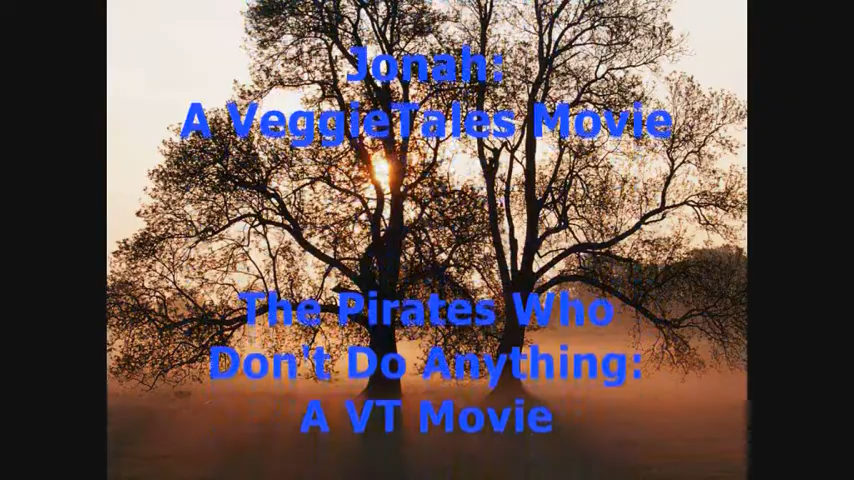 Jonah:
A VeggieTales Movie
The Pirates Who
Don't Do Anything:
A VT Movie